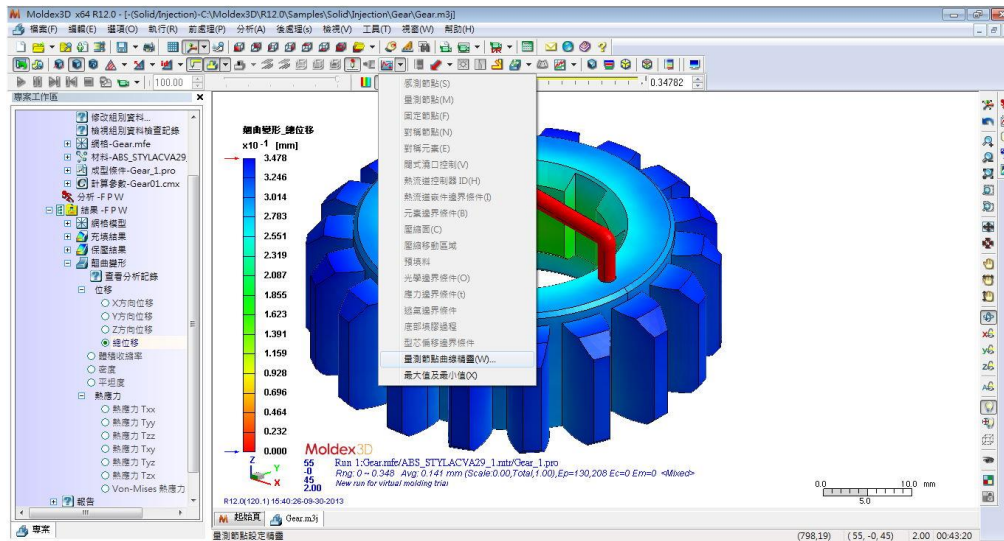 Moldex3D x64 R12.0 - [-(Solid/Injection)-C:\Moldex3D\R12.0\Samples\Solid\Injection\Gear\Gear.m3j]
檔案(F) 編輯(E) 選項(O) 執行(R) 前處理(P) 分析(A) 後處理(s) 檢視(V) 工具(T) 視窗(W) 幫助(H)
100.00
0.34782
專案工作區
修改組別資料...
檢視組別資料檢查記錄
網格-Gear.mfe
材料-ABS_STYLACVA29_
成型條件-Gear_1.pro
計算參數-Gear01.cmx
分析 -F P W
結果 -F P W
網格模型
充填結果
保壓結果
翹曲變形
查看分析記錄
位移
X方向位移
Y方向位移
Z方向位移
總位移
體積收縮率
密度
平坦度
熱應力
熱應力 Txx
熱應力 Tyy
熱應力 Tzz
熱應力 Txy
熱應力 Tyz
熱應力 Tzx
Von-Mises 熱應力
報告
專案
翹曲變形_總位移
x10 -1 [mm]
3.478
3.246
3.014
2.783
2.551
2.319
2.087
1.855
1.623
1.391
1.159
0.928
0.696
0.464
0.232
0.000
感測節點(S)
量測節點(M)
固定節點(F)
對稱節點(N)
對稱元素(E)
閥式澆口控制(V)
熱流道控制器 ID(H)
熱流道嵌件邊界條件(I)
元素邊界條件(B)
壓縮面(C)
壓縮移動區域
預填料
光學邊界條件(O)
應力邊界條件(t)
逃氣邊界條件
底部填膠過程
型芯偏移邊界條件
量測節點曲線精靈(W)...
最大值及最小值(X)
Moldex3D
Z
Y
X
55
-0
45
2.00
Run 1:Gear.mfe/ABS_STYLACVA29_1.mtr/Gear_1.pro
Rng: 0 ~ 0.348 Avg: 0.141 mm (Scale:0.00,Total,(1.00),Ep=130,208 Ec=0 Em=0 <Mixed>
New run for virtual molding trial
0.0 10.0 mm
5.0
R12.0(120.1) 15:40:26-09-30-2013
起始頁 Gear.m3j
量測節點設定精靈
(798,19) ( 55, -0, 45) 2.00 00:43:20